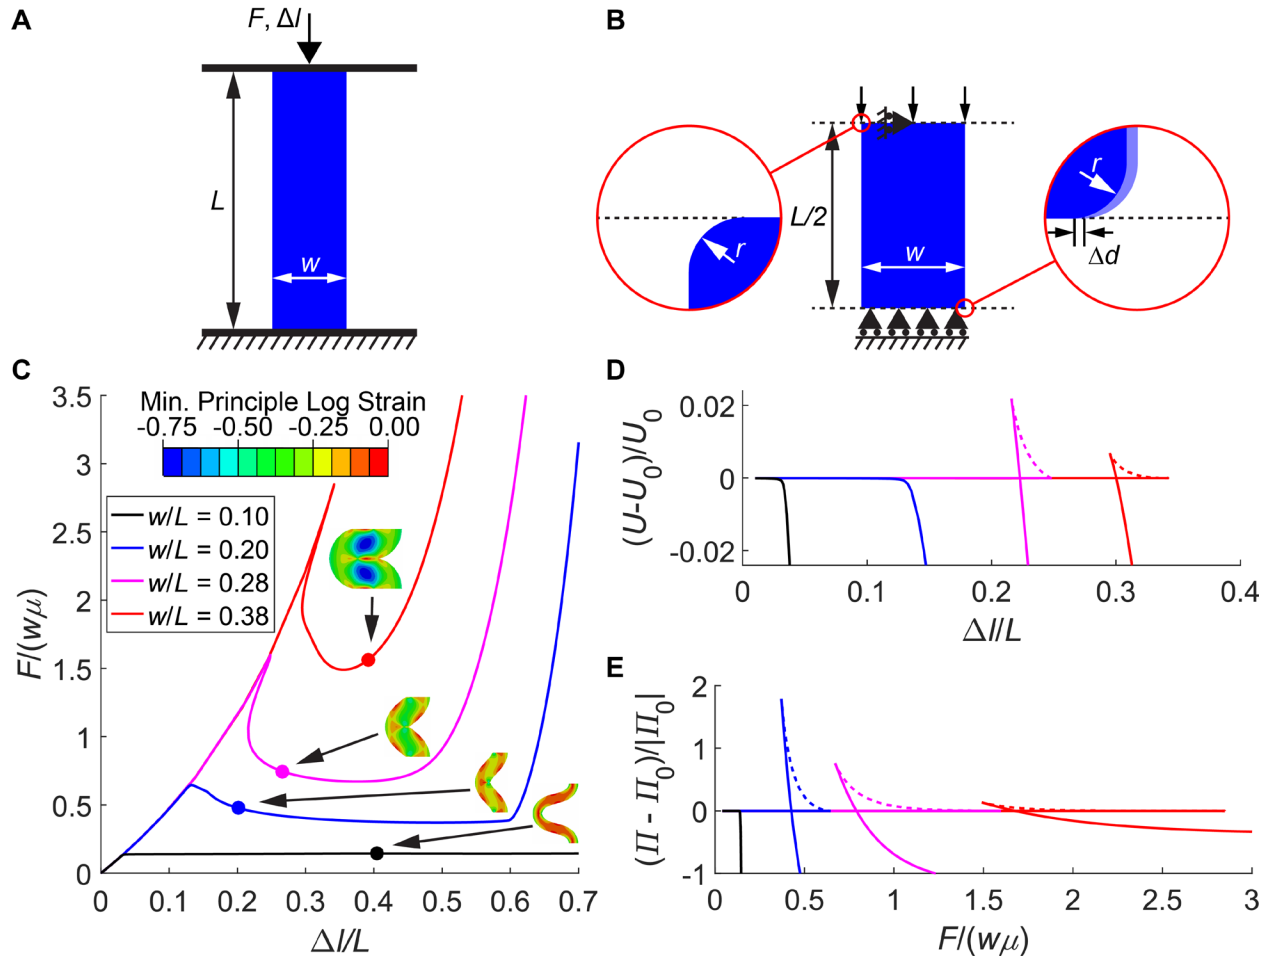 A
F, Δl
L
w
B
r
L/2
w
r
Δd
C
F/(wμ)
3.5
3
2.5
2
1.5
1
0.5
0
Min. Principle Log Strain
-0.75 -0.50 -0.25 0.00
w/L = 0.10
w/L = 0.20
w/L = 0.28
w/L = 0.38
0 0.1 0.2 0.3 0.4 0.5 0.6 0.7
Δl/L
D
(U-U0)/U0
0.02
0
-0.02
0 0.1 0.2 0.3 0.4
Δl/L
E
(Π - Π0)/|Π0|
2
1
0
-1
0 0.5 1 1.5 2 2.5 3
F/(wμ)